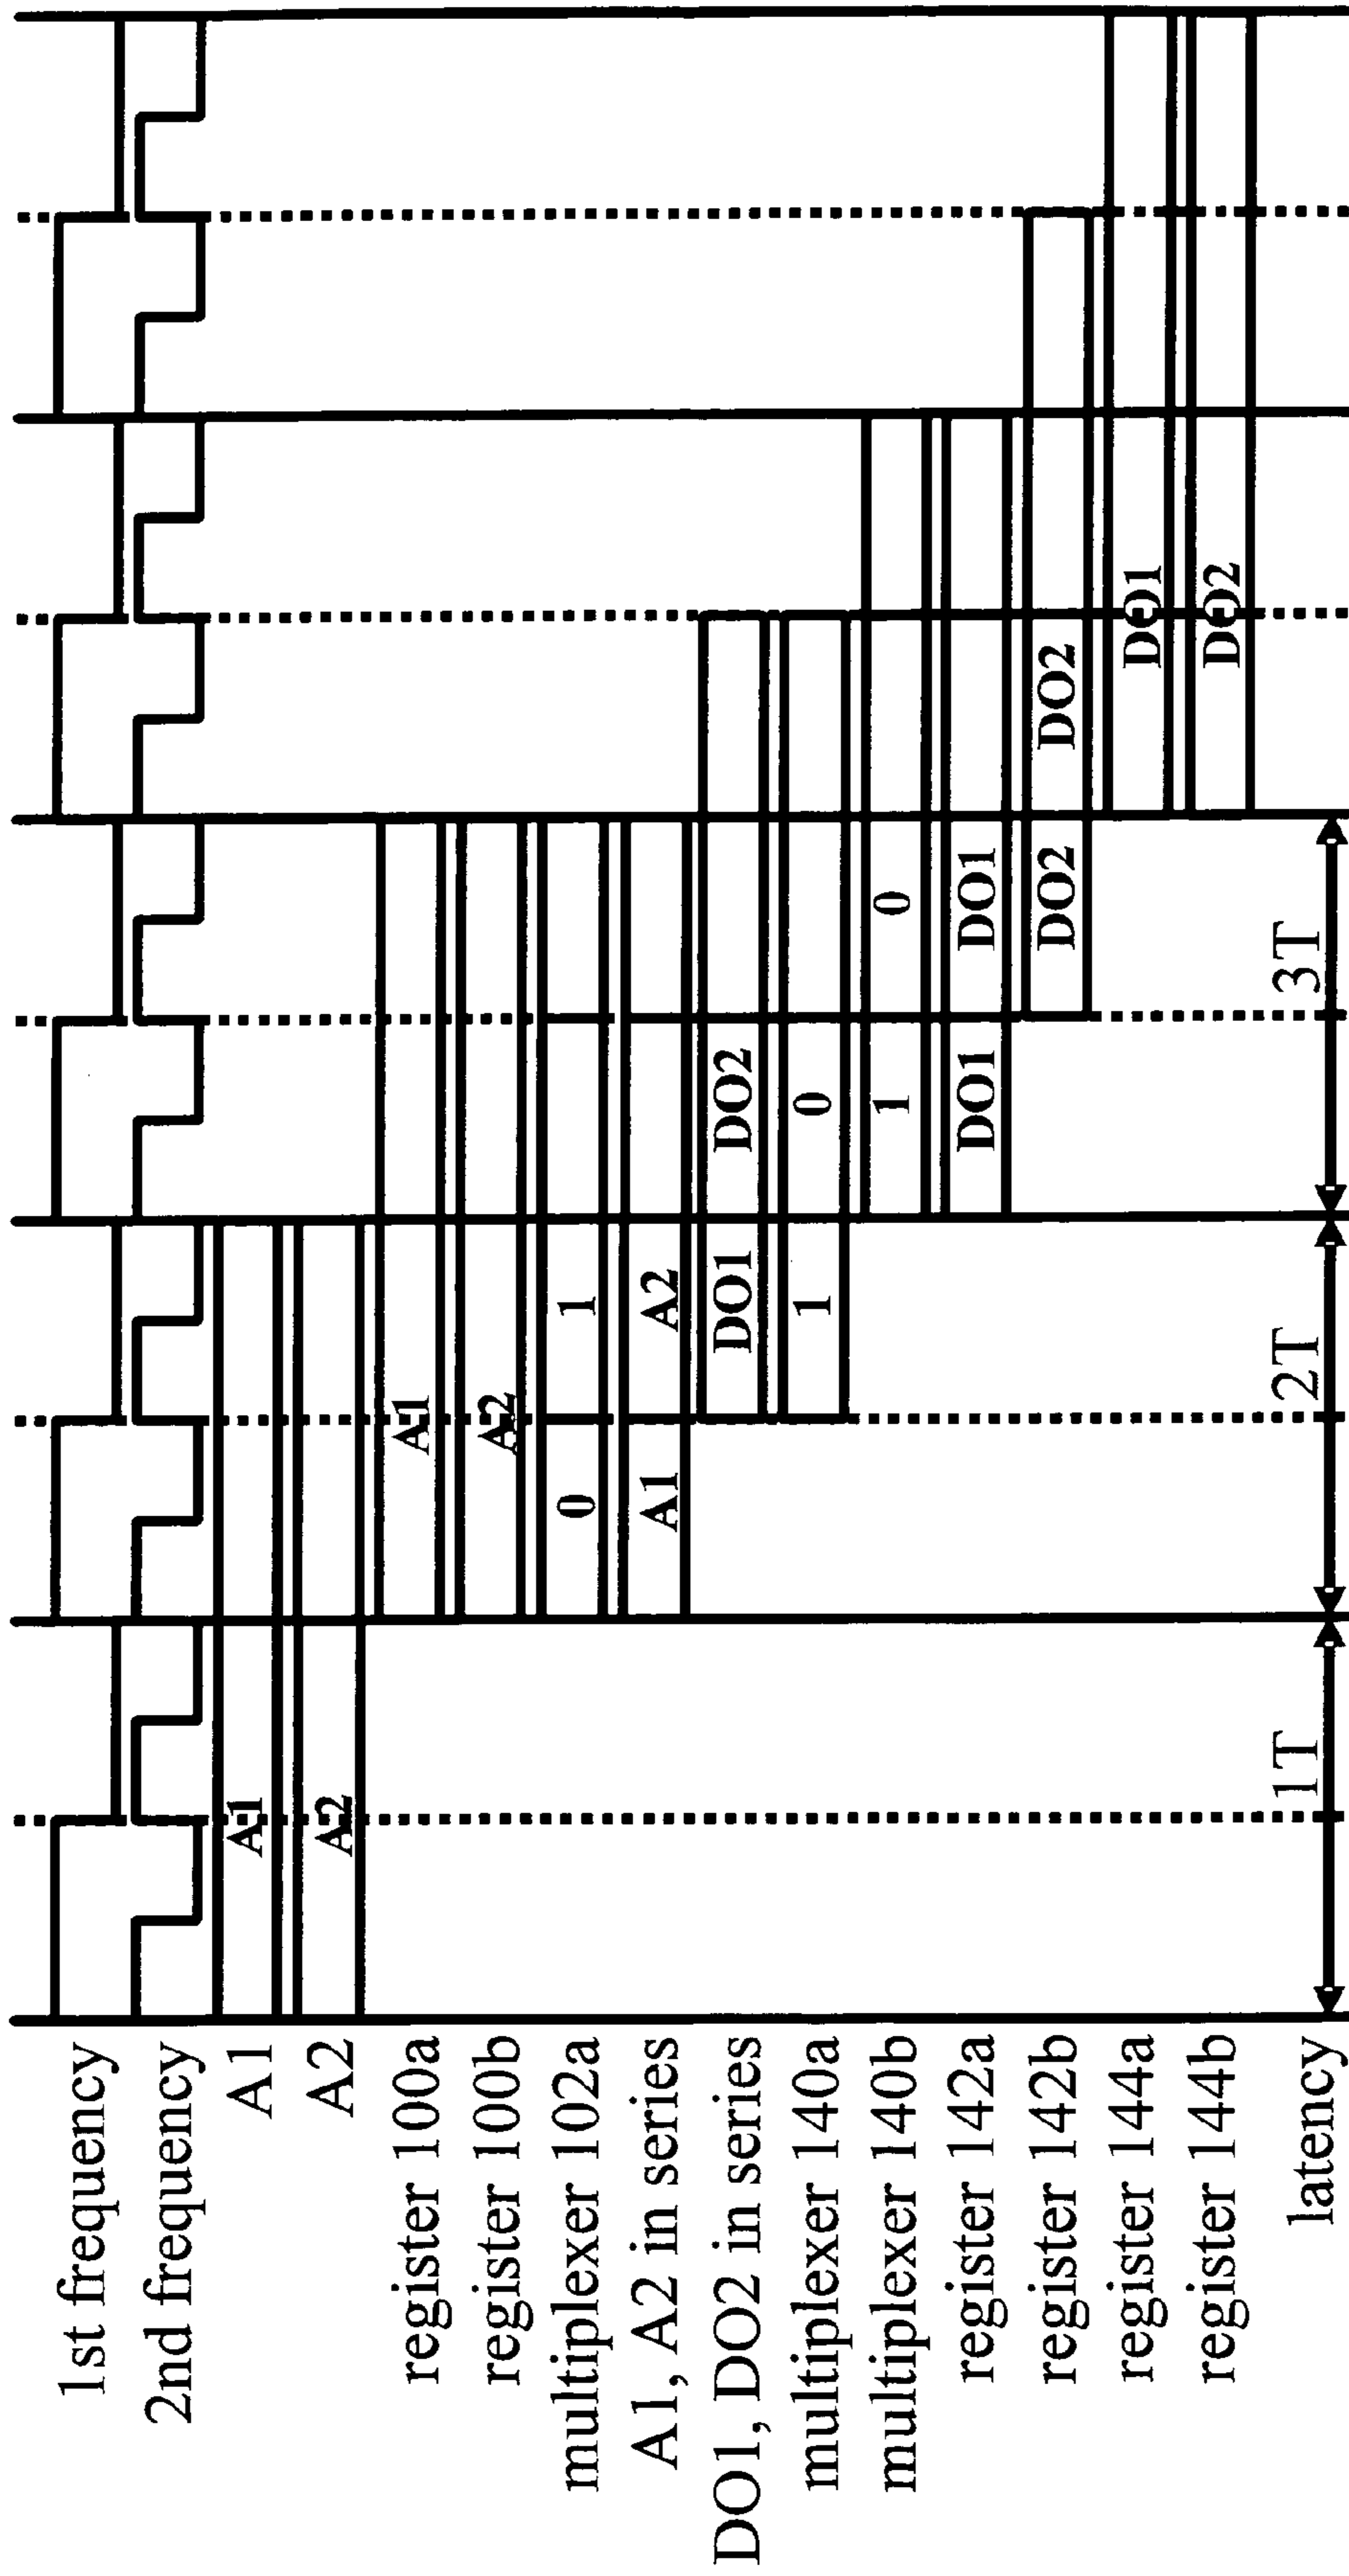 1st frequency
2nd frequency
A1 A1
A2 A2
register 100a A1
register 100b A2
multiplexer 102a 0 1
A1, A2 in series A1 A2
DO1, DO2 in series DO1 DO2
multiplexer 140a 1 0
multiplexer 140b 1 0
register 142a DO1 DO1
register 142b DO2 DO2
register 144a DO1
register 144b DO2
latency 1T 2T 3T